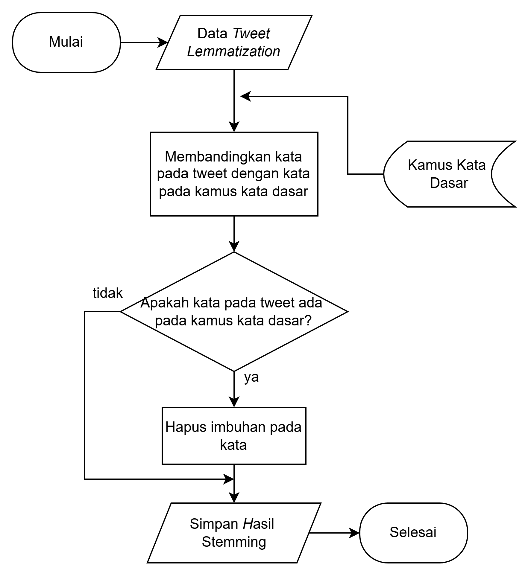 Mulai
Data Tweet
Lemmatization
Membandingkan kata
pada tweet dengan kata
pada kamus kata dasar
Kamus Kata
Dasar
tidak
Apakah kata pada tweet ada
pada kamus kata dasar?
ya
Hapus imbuhan pada
kata
Simpan Hasil
Stemming
Selesai